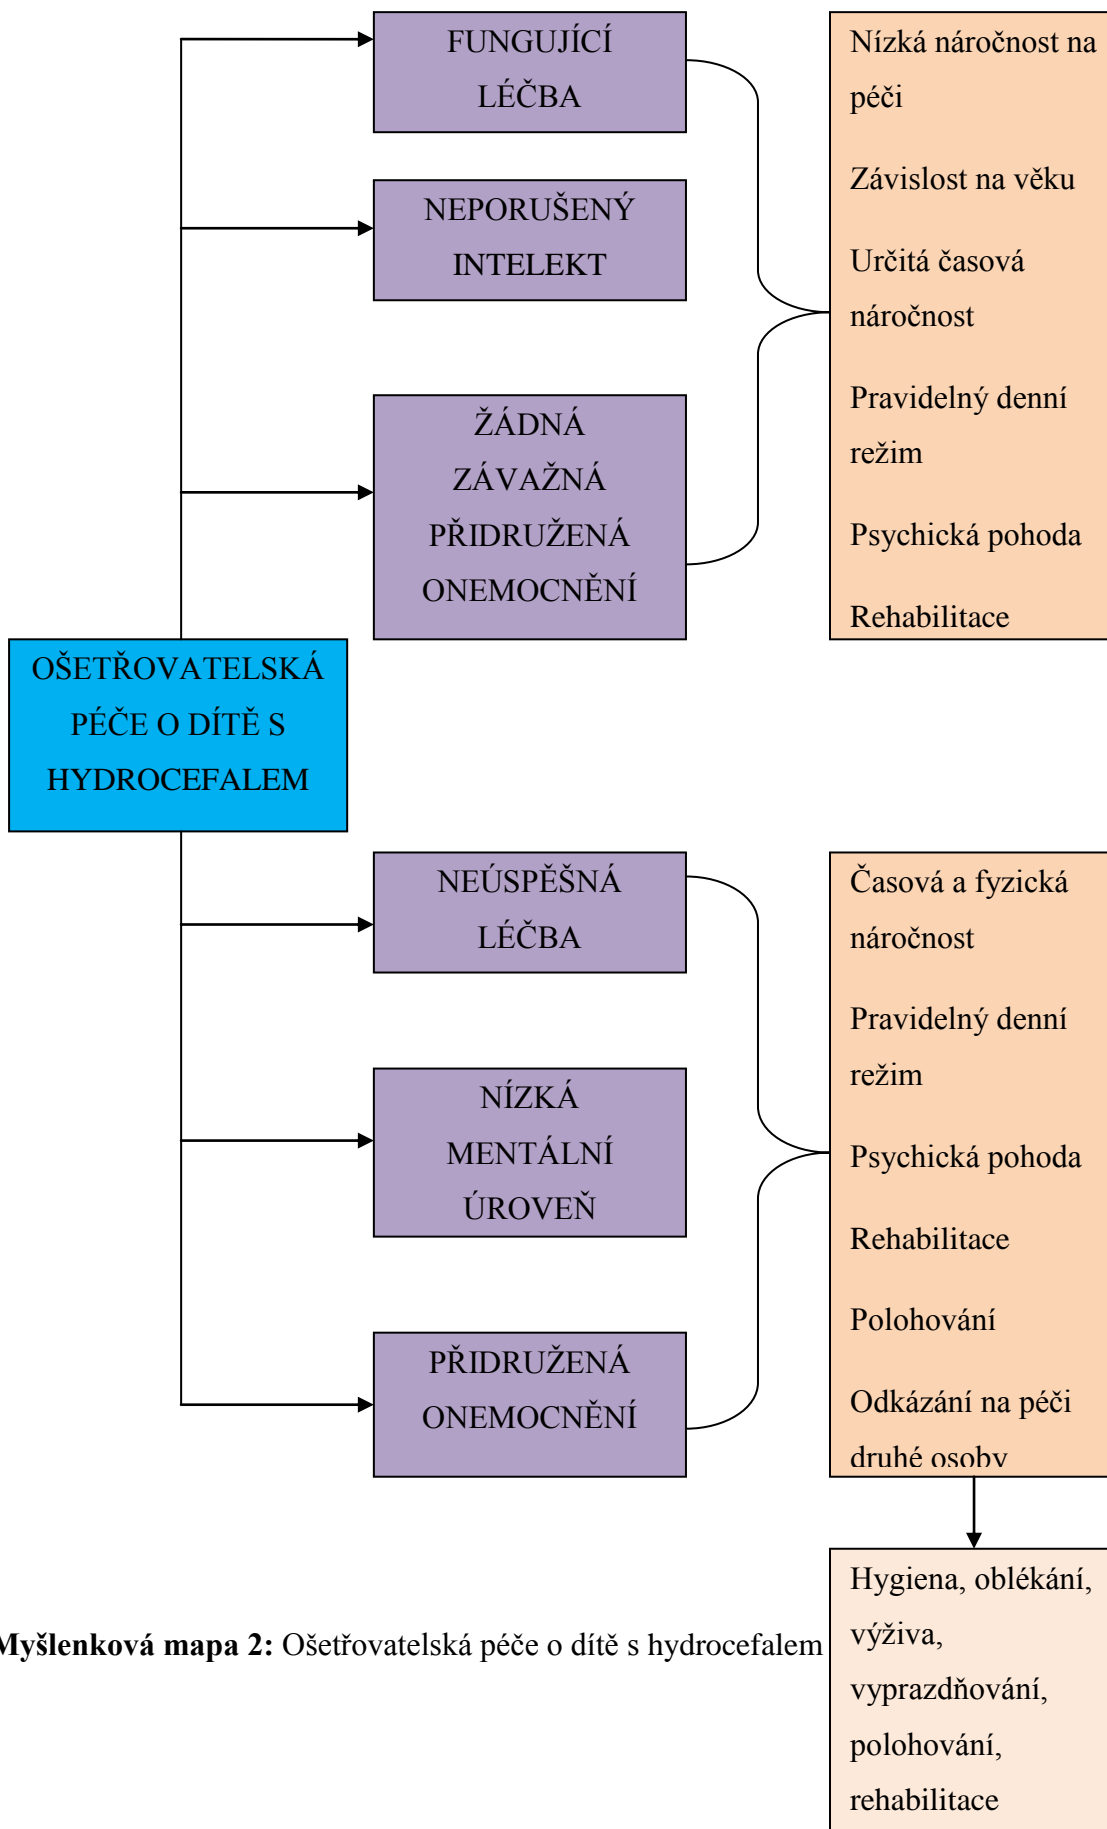 FUNGUJÍCÍ
LÉČBA
NEPORUŠENÝ
INTELEKT
ŽÁDNÁ
ZÁVAŽNÁ
PŘIDRUŽENÁ
ONEMOCNĚNÍ
Nízká náročnost na
péči
Závislost na věku
Určitá časová
náročnost
Pravidelný denní
režim
Psychická pohoda
Rehabilitace
OŠETŘOVATELSKÁ
PÉČE O DÍTĚ S
HYDROCEFALEM
NEÚSPĚŠNÁ
LÉČBA
NÍZKÁ
MENTÁLNÍ
ÚROVEŇ
PŘIDRUŽENÁ
ONEMOCNĚNÍ
Časová a fyzická
náročnost
Pravidelný denní
režim
Psychická pohoda
Rehabilitace
Polohování
Odkázání na péči
druhé osoby
Hygiena, oblékání,
výživa,
vyprazdňování,
polohování,
rehabilitace
Myšlenková mapa 2: Ošetřovatelská péče o dítě s hydrocefalem